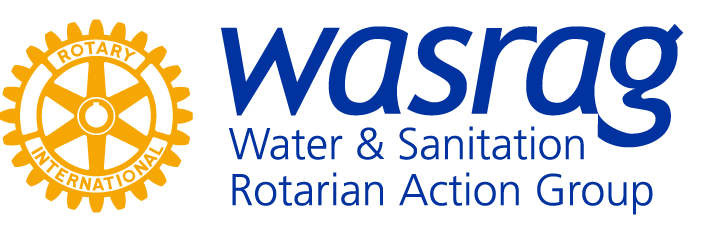 ROTARY
INTERNATIONAL
wasrag
Water & Sanitation
Rotarian Action Group